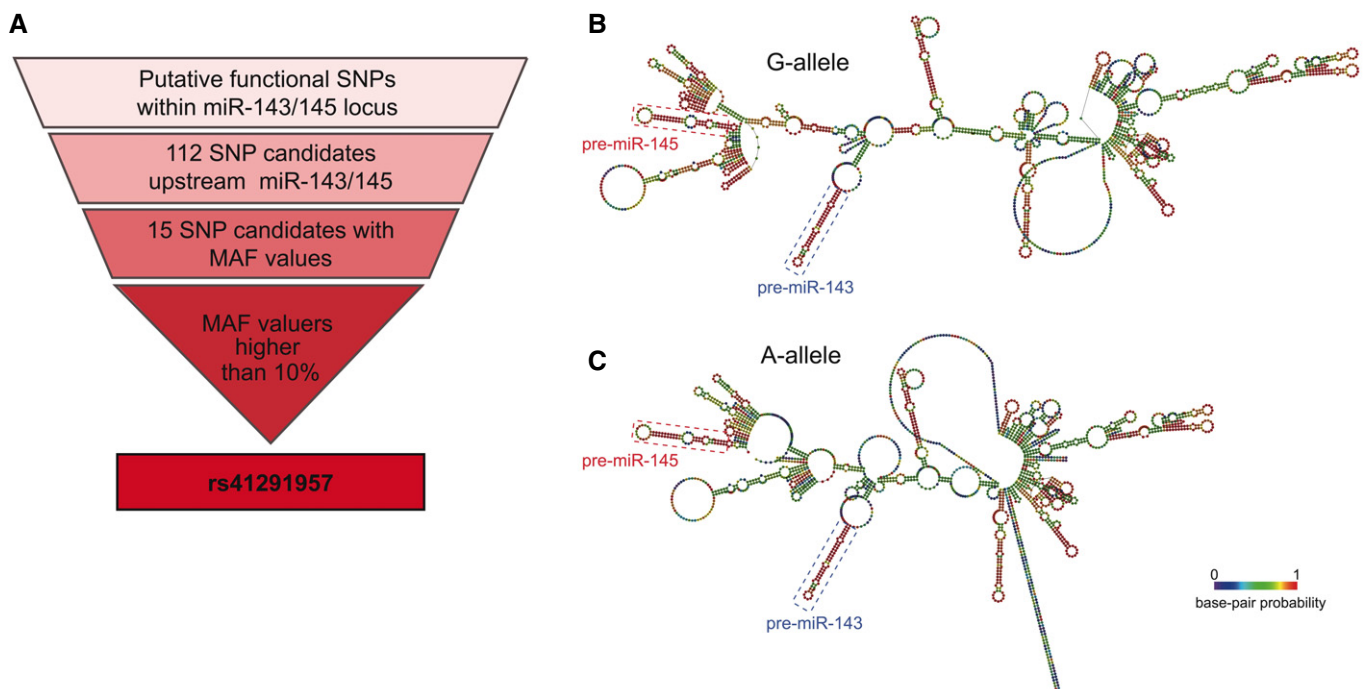 A
Putative functional SNPs
within miR-143/145 locus
112 SNP candidates
upstream miR-143/145
15 SNP candidates with
MAF values
MAF valuers
higher
than 10%
rs41291957
B
G-allele
pre-miR-145
pre-miR-143
C
A-allele
pre-miR-145
pre-miR-143
0 1
base-pair probability